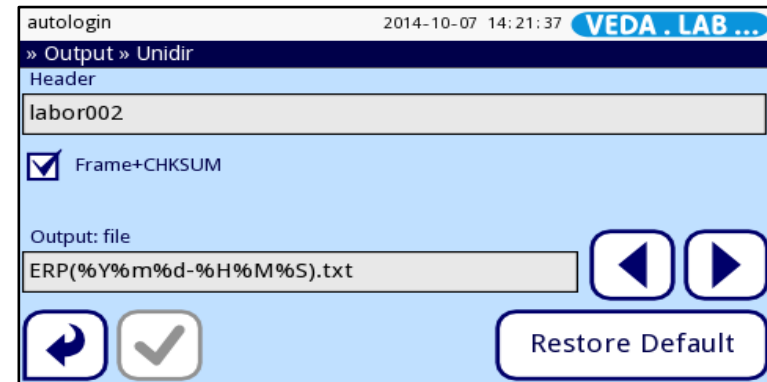 autologin 2014-10-07 14:21:37 VEDA . LAB ...
» Output » Unidir
Header
labor002
Frame+CHKSUM
Output: file
ERP(%Y%m%d-%H%M%S).txt
Restore Default